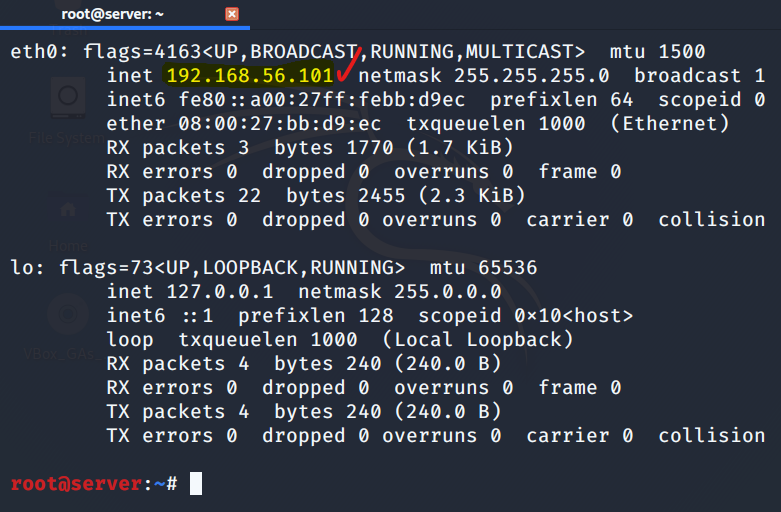 root@server: ~
eth0: flags=4163<UP,BROADCAST,RUNNING,MULTICAST>  mtu 1500
inet 192.168.56.101  netmask 255.255.255.0  broadcast 1
inet6 fe80::a00:27ff:febb:d9ec  prefixlen 64  scopeid 0
ether 08:00:27:bb:d9:ec  txqueuelen 1000  (Ethernet)
RX packets 3  bytes 1770 (1.7 KiB)
RX errors 0  dropped 0  overruns 0  frame 0
TX packets 22  bytes 2455 (2.3 KiB)
TX errors 0  dropped 0 overruns 0  carrier 0  collision
lo: flags=73<UP,LOOPBACK,RUNNING>  mtu 65536
inet 127.0.0.1  netmask 255.0.0.0
inet6 ::1  prefixlen 128  scopeid 0×10<host>
loop  txqueuelen 1000  (Local Loopback)
RX packets 4  bytes 240 (240.0 B)
RX errors 0  dropped 0  overruns 0  frame 0
TX packets 4  bytes 240 (240.0 B)
TX errors 0  dropped 0 overruns 0  carrier 0  collision
root@server:~#
File System
Home
VBox_GAs_